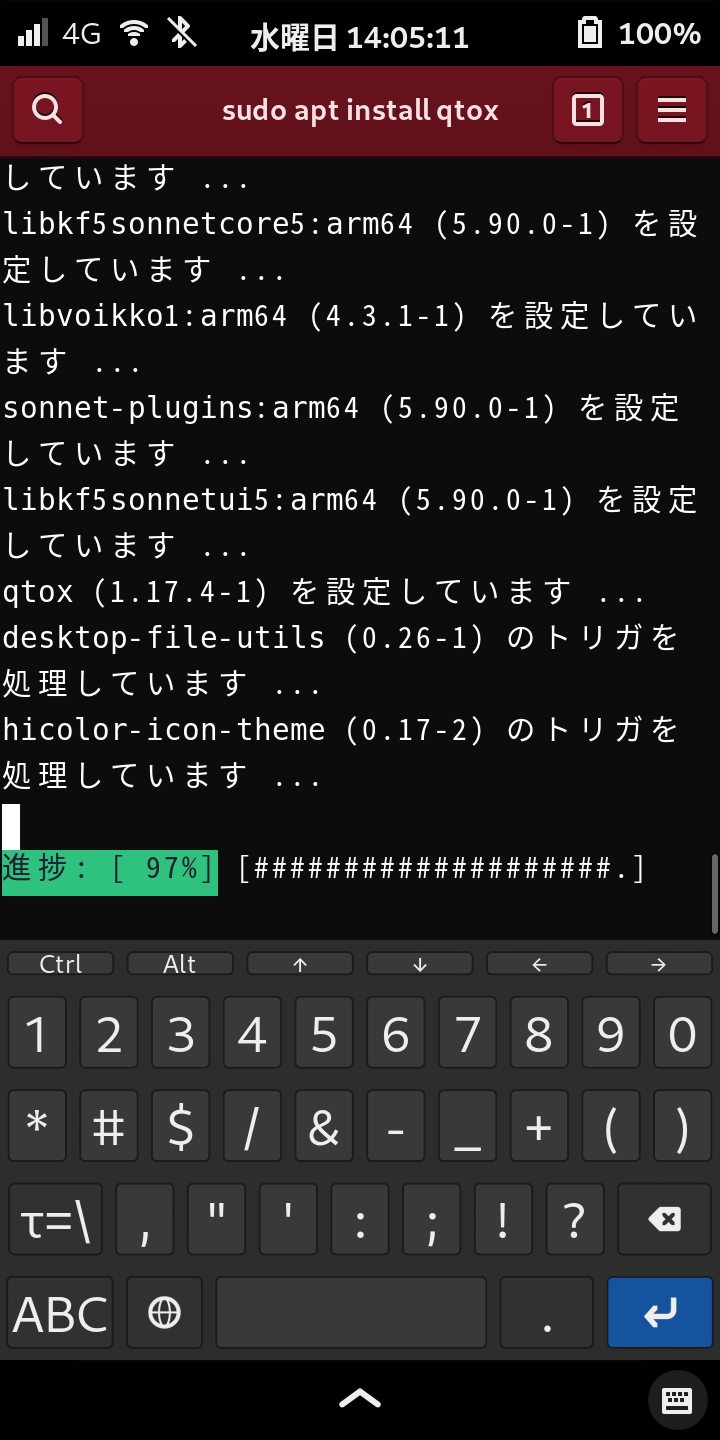 4G 水曜日 14:05:11 100%
sudo apt install qtox 1
しています ...
libkf5sonnetcore5:arm64 (5.90.0-1) を設
定しています ...
libvoikko1:arm64 (4.3.1-1) を設定してい
ます ...
sonnet-plugins:arm64 (5.90.0-1) を設定
しています ...
libkf5sonnetui5:arm64 (5.90.0-1) を設定
しています ...
qtox (1.17.4-1) を設定しています ...
desktop-file-utils (0.26-1) のトリガを
処理しています ...
hicolor-icon-theme (0.17-2) のトリガを
処理しています ...
進捗: [ 97%] [####################.]
Ctrl Alt ↑ ↓ ← →
1 2 3 4 5 6 7 8 9 0
* # $ / & - _ + ( )
τ=\ , " ' : ; ! ?
ABC .